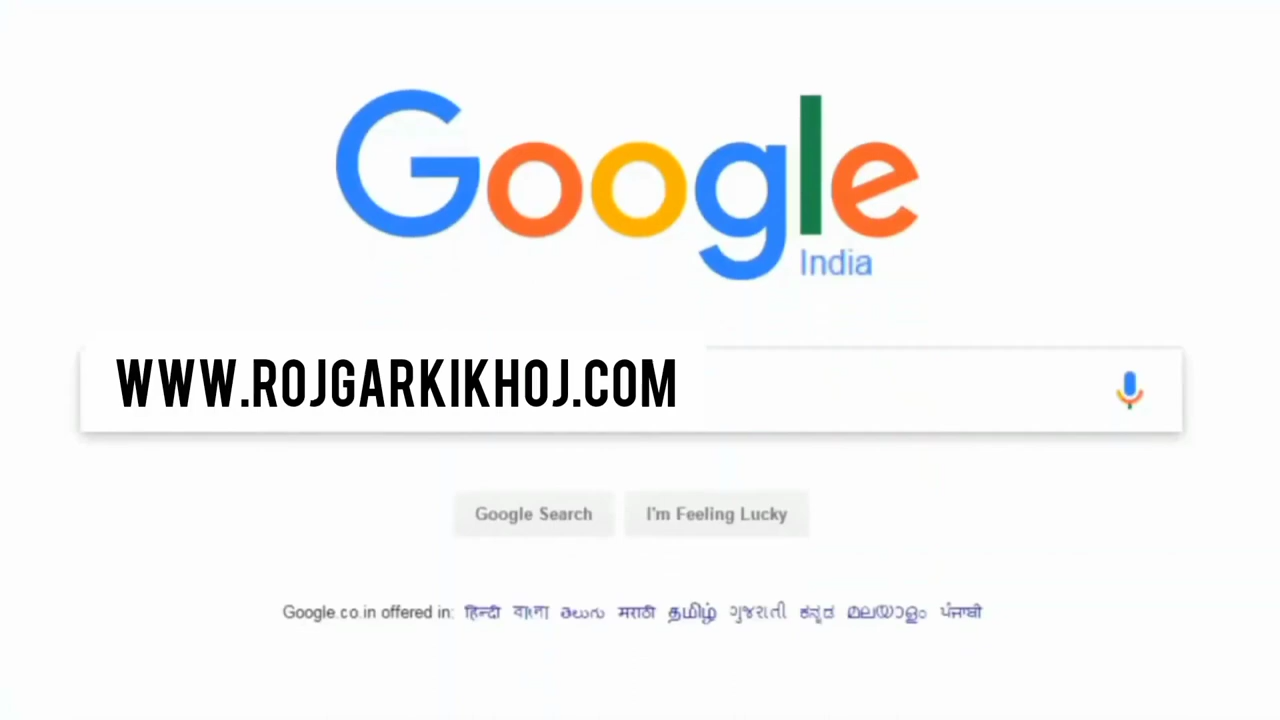 Google
India
WWW.ROJGARKIKHOJ.COM
Google Search I'm Feeling Lucky
Google.co.in offered in: हिन्दी বাংলা తెలుగు मराठी தமிழ் ગુજરાતી ಕನ್ನಡ മലയാളം ਪੰਜਾਬੀ